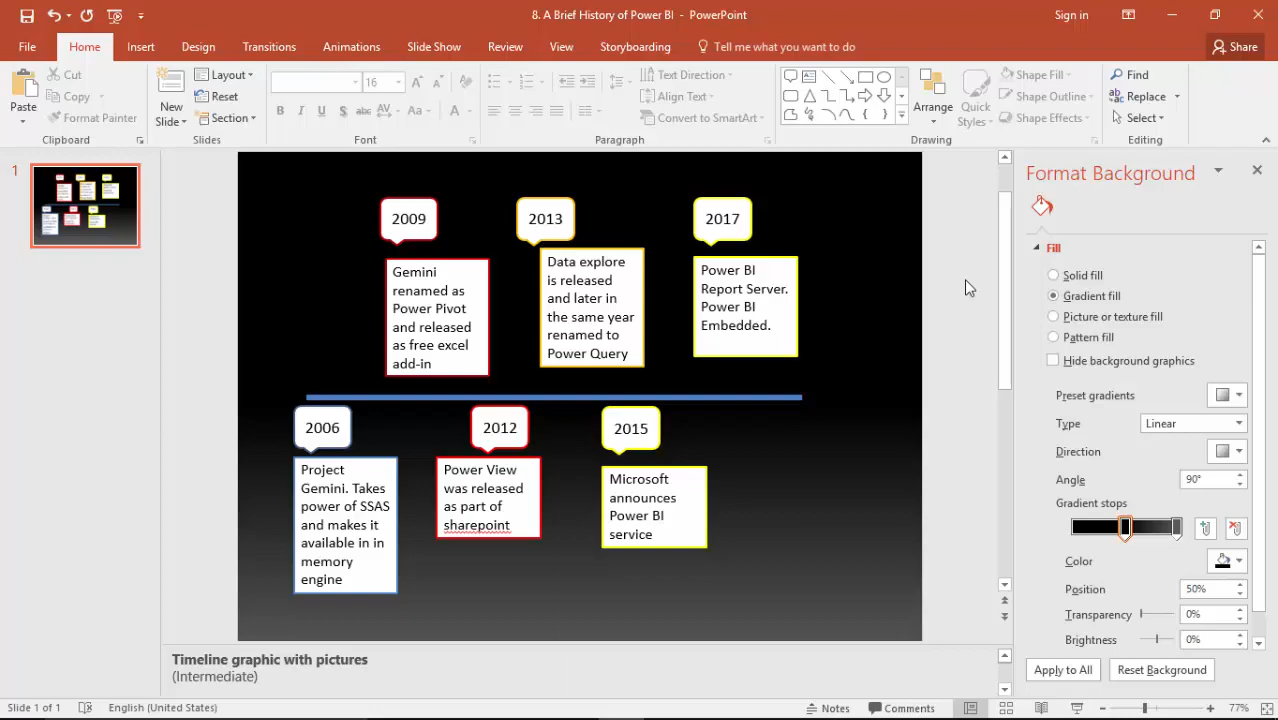 8. A Brief History of Power BI - PowerPoint
Sign in
File
Home
Insert
Design
Transitions
Animations
Slide Show
Review
View
Storyboarding
Tell me what you want to do
Share
Paste
Cut
Copy
Format Painter
Clipboard
New
Slide
Layout
Reset
Section
Slides
16
B I U S abc AV Aa A
Font
Text Direction
Align Text
Convert to SmartArt
Paragraph
Arrange
Quick
Styles
Shape Fill
Shape Outline
Shape Effects
Drawing
Find
Replace
Select
Editing
1
2009
Gemini
renamed as
Power Pivot
and released
as free excel
add-in
2013
Data explore
is released
and later in
the same year
renamed to
Power Query
2017
Power BI
Report Server.
Power BI
Embedded.
2006
Project
Gemini. Takes
power of SSAS
and makes it
available in in
memory
engine
2012
Power View
was released
as part of
sharepoint
2015
Microsoft
announces
Power BI
service
Timeline graphic with pictures
(Intermediate)
Format Background
Fill
Solid fill
Gradient fill
Picture or texture fill
Pattern fill
Hide background graphics
Preset gradients
Type
Linear
Direction
Angle
90°
Gradient stops
Color
Position
50%
Transparency
0%
Brightness
0%
Apply to All
Reset Background
Slide 1 of 1
English (United States)
Notes
Comments
77%